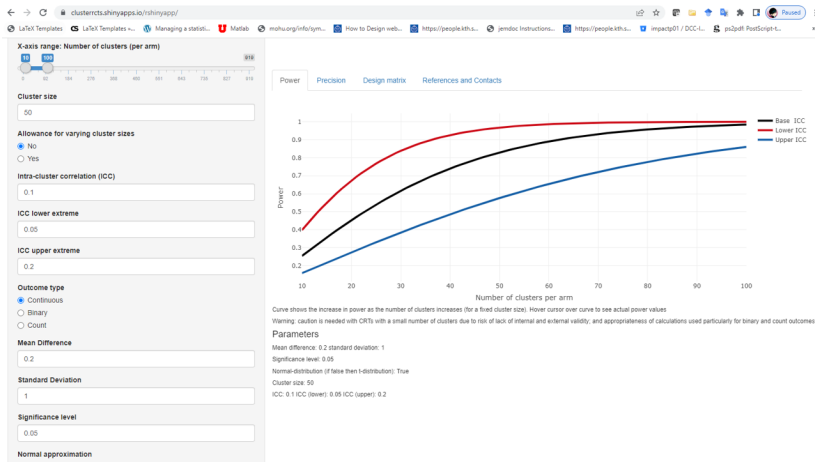 clusterrcts.shinyapps.io/rshinyapp/
Paused
LaTeX Templates
LaTeX Templates «...
Managing a statisti...
Matlab
mohu.org/info/sym...
How to Design web...
https://people.kth.s...
jemdoc Instructions...
https://people.kth.s...
impactp01 / DCC-I...
ps2pdf: PostScript-t...
X-axis range: Number of clusters (per arm)
10 100 918
Cluster size
50
Allowance for varying cluster sizes
No
Yes
Intra-cluster correlation (ICC)
0.1
ICC lower extreme
0.05
ICC upper extreme
0.2
Outcome type
Continuous
Binary
Count
Mean Difference
0.2
Standard Deviation
1
Significance level
0.05
Normal approximation
Power Precision Design matrix References and Contacts
1
0.9
0.8
0.7
0.6
0.5
0.4
0.3
0.2
Power
10 20 30 40 50 60 70 80 90 100
Number of clusters per arm
Base ICC
Lower ICC
Upper ICC
Curve shows the increase in power as the number of clusters increases (for a fixed cluster size). Hover cursor over curve to see actual power values
Warning: caution is needed with CRTs with a small number of clusters due to risk of lack of internal and external validity; and appropriateness of calculations used particularly for binary and count outcomes
Parameters
Mean difference: 0.2 standard deviation: 1
Significance level: 0.05
Normal-distribution (if false then t-distribution): True
Cluster size: 50
ICC: 0.1 ICC (lower): 0.05 ICC (upper): 0.2